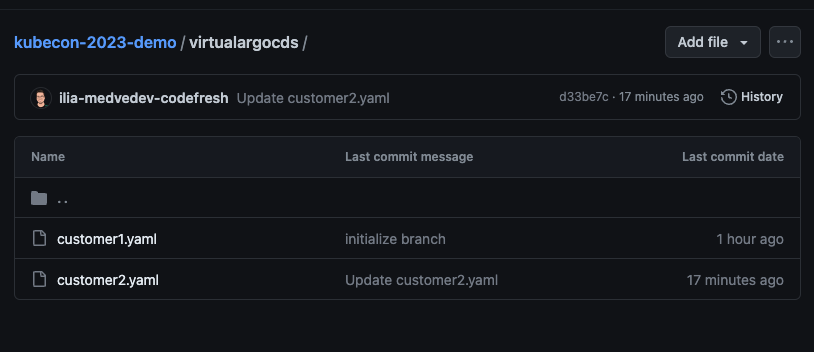 kubecon-2023-demo / virtualargocds / Add file ...
ilia-medvedev-codefresh Update customer2.yaml d33be7c · 17 minutes ago History
Name Last commit message Last commit date
..
customer1.yaml initialize branch 1 hour ago
customer2.yaml Update customer2.yaml 17 minutes ago